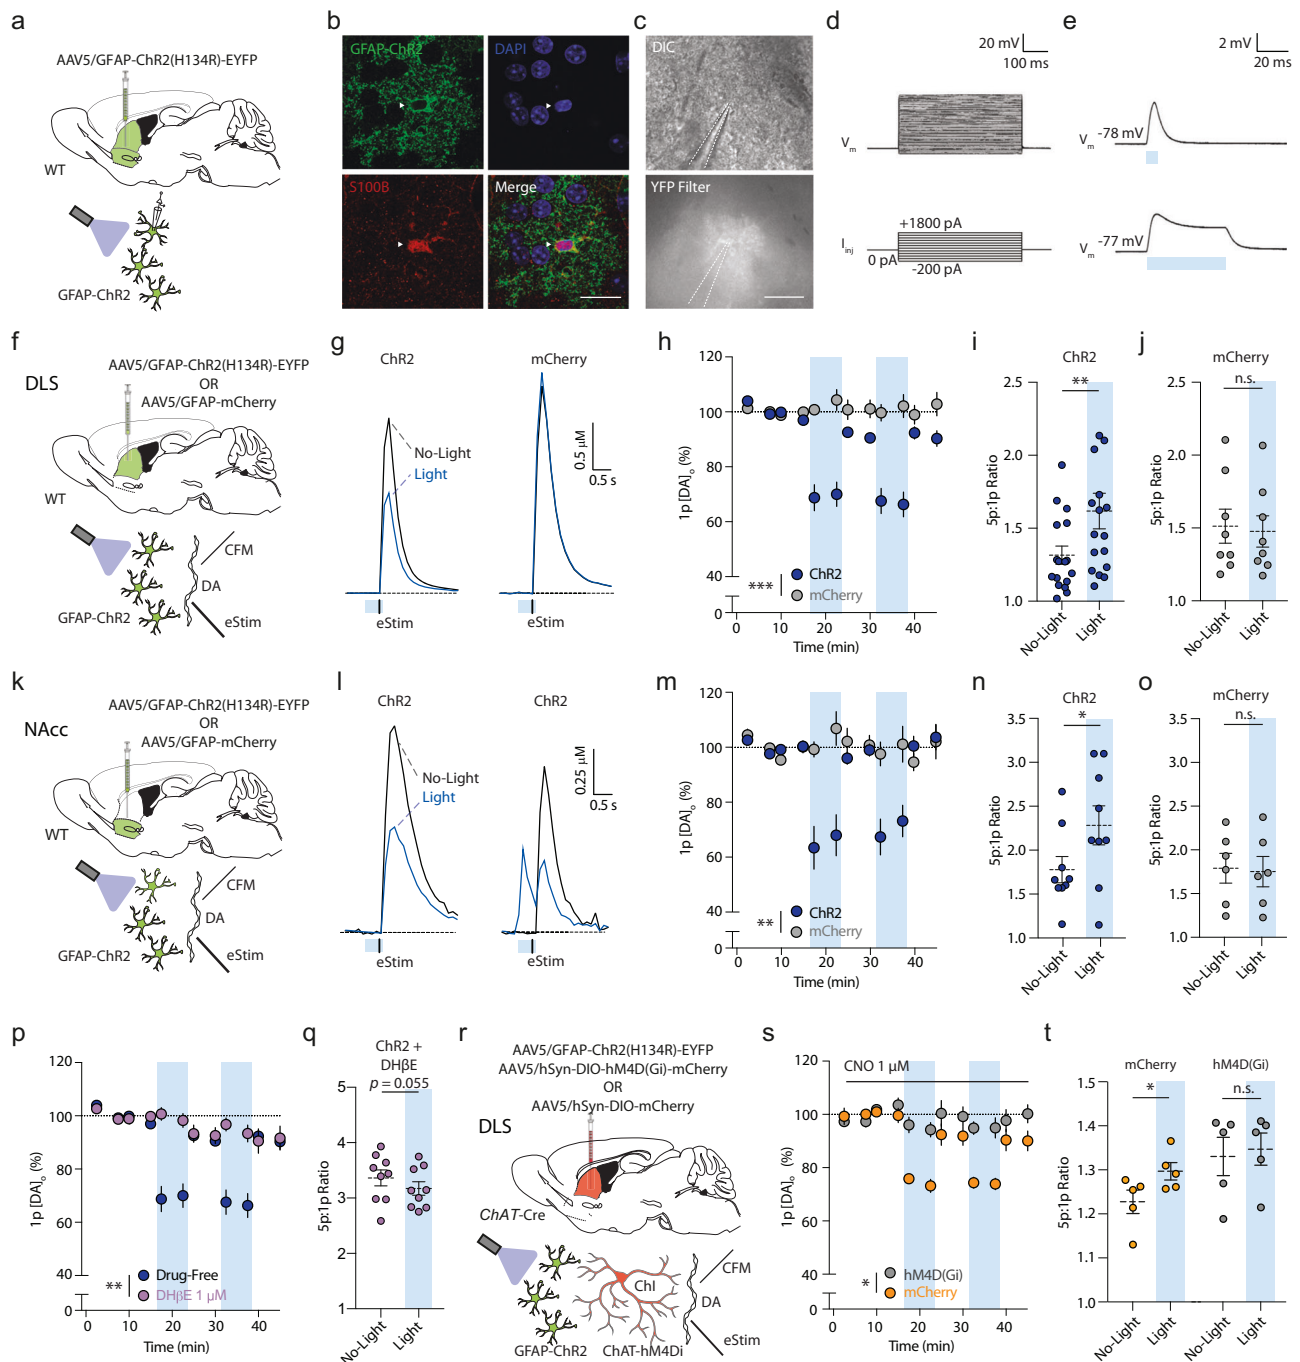 a
AAV5/GFAP-ChR2(H134R)-EYFP
WT
GFAP-ChR2
b
GFAP-ChR2
DAPI
S100B
Merge
c
DIC
YFP Filter
d
20 mV
100 ms
Vm
+1800 pA
Iinj
0 pA
-200 pA
e
2 mV
20 ms
-78 mV
Vm
-77 mV
Vm
f
AAV5/GFAP-ChR2(H134R)-EYFP
DLS
OR
AAV5/GFAP-mCherry
WT
CFM
DA
GFAP-ChR2
eStim
g
ChR2
mCherry
No-Light
Light
0.5 μM
0.5 s
eStim
eStim
h
120
100
80
60
40
0
1p [DA]o (%)
***
ChR2
mCherry
0 10 20 30 40
Time (min)
i
ChR2
**
2.5
2.0
1.5
1.0
5p:1p Ratio
No-Light
Light
j
mCherry
n.s.
2.5
2.0
1.5
1.0
5p:1p Ratio
No-Light
Light
k
AAV5/GFAP-ChR2(H134R)-EYFP
NAcc
OR
AAV5/GFAP-mCherry
WT
CFM
DA
GFAP-ChR2
eStim
l
ChR2
ChR2
No-Light
Light
0.25 μM
0.5 s
eStim
eStim
m
120
100
80
60
40
0
1p [DA]o (%)
**
ChR2
mCherry
0 10 20 30 40
Time (min)
n
ChR2
*
3.5
3.0
2.5
2.0
1.5
1.0
5p:1p Ratio
No-Light
Light
o
mCherry
n.s.
3.5
3.0
2.5
2.0
1.5
1.0
5p:1p Ratio
No-Light
Light
p
120
100
80
60
40
0
1p [DA]o (%)
**
Drug-Free
DHβE 1 μM
0 10 20 30 40
Time (min)
q
ChR2 +
DHβE
p = 0.055
5
4
3
2
1
5p:1p Ratio
No-Light
Light
r
AAV5/GFAP-ChR2(H134R)-EYFP
AAV5/hSyn-DIO-hM4D(Gi)-mCherry
OR
AAV5/hSyn-DIO-mCherry
DLS
ChAT-Cre
ChI
CFM
DA
eStim
GFAP-ChR2
ChAT-hM4Di
s
CNO 1 μM
120
100
80
60
40
0
1p [DA]o (%)
*
hM4D(Gi)
mCherry
0 10 20 30 40
Time (min)
t
mCherry
hM4D(Gi)
*
n.s.
1.5
1.4
1.3
1.2
1.0
5p:1p Ratio
No-Light
Light
No-Light
Light